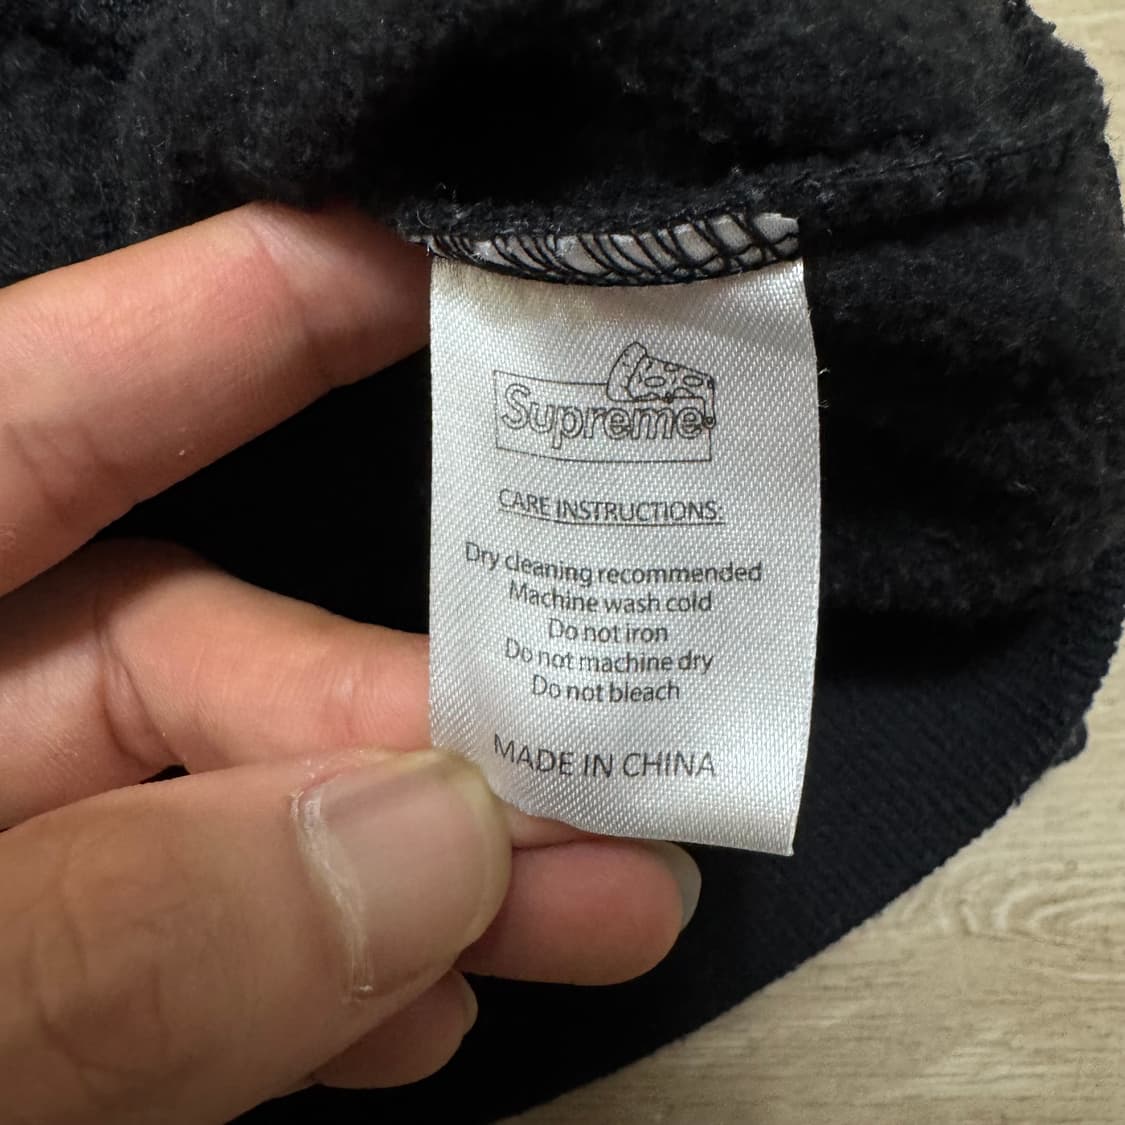 Supreme
CARE INSTRUCTIONS:
Dry cleaning recommended
Machine wash cold
Do not iron
Do not machine dry
Do not bleach
MADE IN CHINA